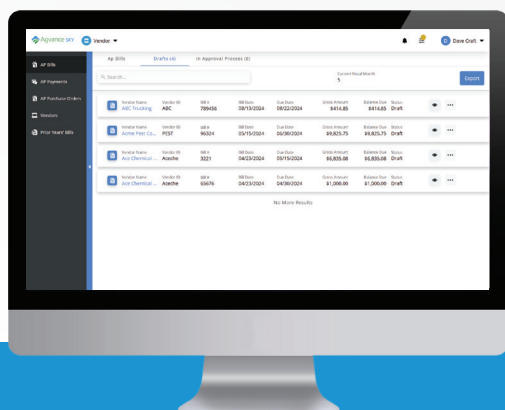 Agvance SKY Vendor Dave Craft
AP Bills
AP Payments
AP Purchase Orders
Vendors
Prior Years' Bills
Ap Bills Drafts (4) In Approval Process (0)
Search...
Current Fiscal Month
5
Export
Vendor Name Vendor ID Bill # Bill Date Due Date Gross Amount Balance Due Status
ABC Trucking ABC 789456 08/13/2024 08/22/2024 $414.85 $414.85 Draft
Vendor Name Vendor ID Bill # Bill Date Due Date Gross Amount Balance Due Status
Acme Pest Co... PEST 96324 05/15/2024 06/30/2024 $9,825.75 $9,825.75 Draft
Vendor Name Vendor ID Bill # Bill Date Due Date Gross Amount Balance Due Status
Ace Chemical ... Aceche 3221 04/23/2024 05/15/2024 $6,835.08 $6,835.08 Draft
Vendor Name Vendor ID Bill # Bill Date Due Date Gross Amount Balance Due Status
Ace Chemical ... Aceche 65676 04/23/2024 04/30/2024 $1,000.00 $1,000.00 Draft
No More Results